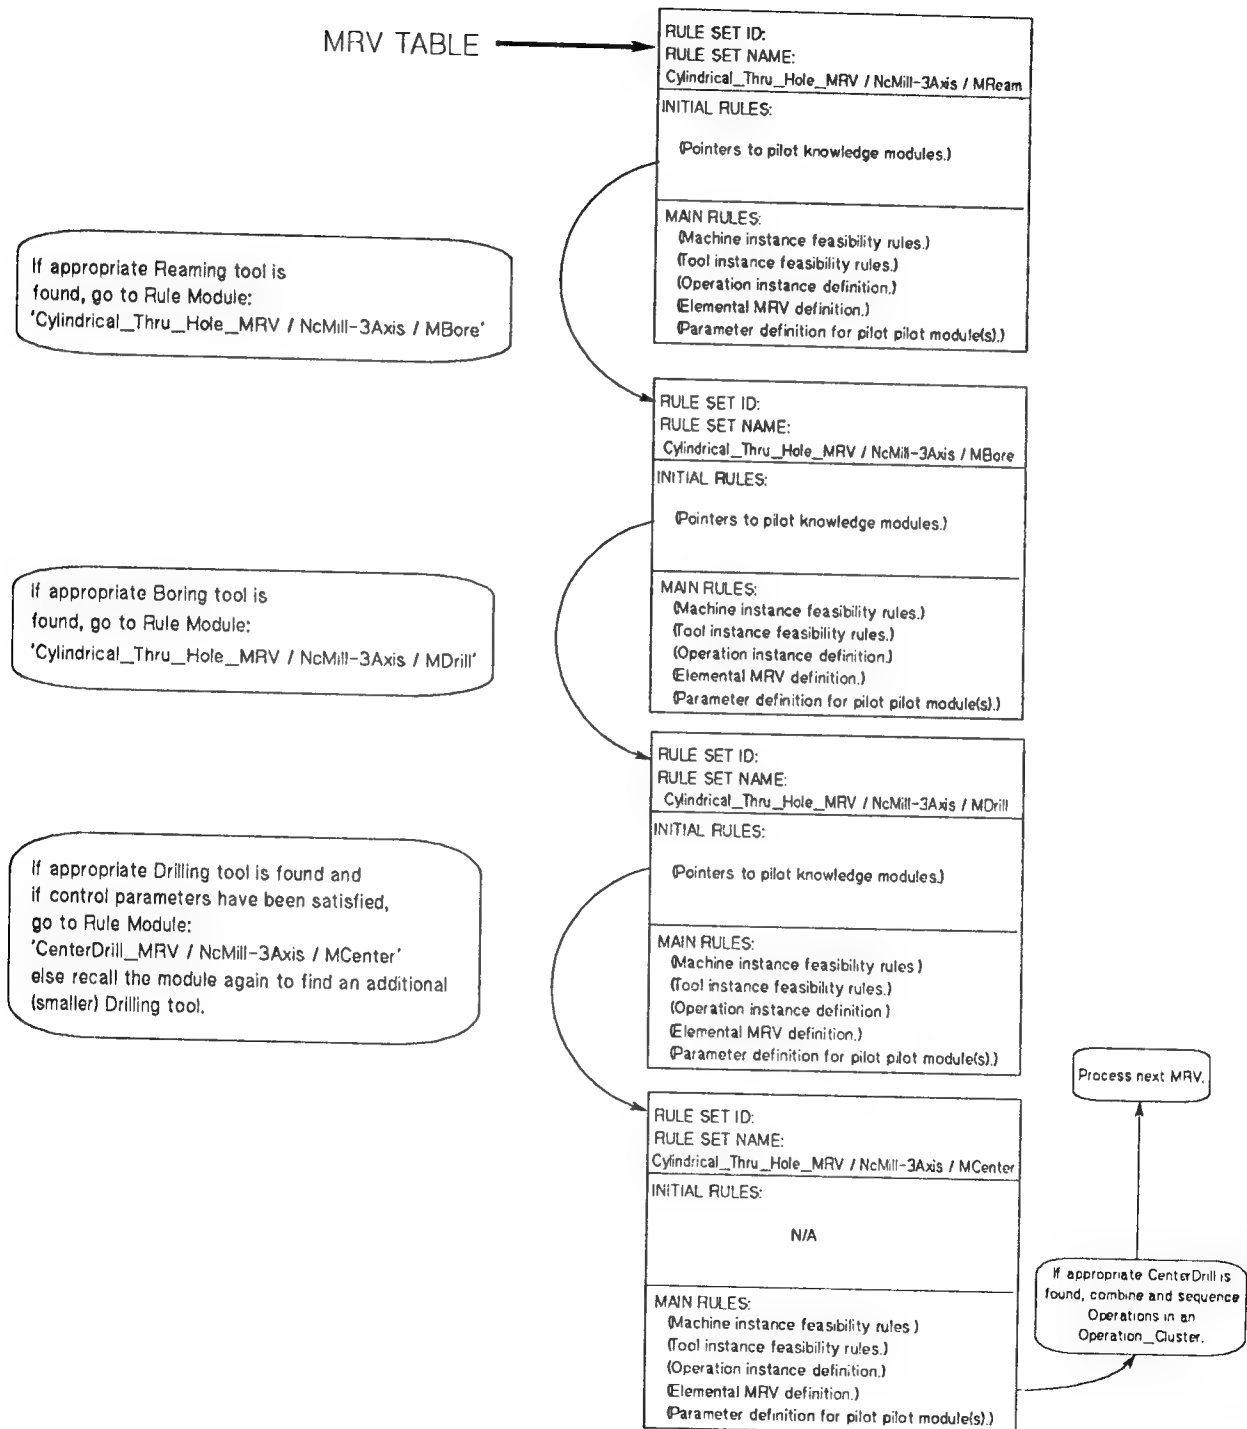 MRV TABLE
RULE SET ID:
RULE SET NAME:
Cylindrical_Thru_Hole_MRV / NcMill-3Axis / MReam
INITIAL RULES:
(Pointers to pilot knowledge modules.)
MAIN RULES:
(Machine instance feasibility rules.)
(Tool instance feasibility rules.)
(Operation instance definition.)
(Elemental MRV definition.)
(Parameter definition for pilot pilot module(s).)
If appropriate Reaming tool is
found, go to Rule Module:
'Cylindrical_Thru_Hole_MRV / NcMill-3Axis / MBore'
RULE SET ID:
RULE SET NAME:
Cylindrical_Thru_Hole_MRV / NcMill-3Axis / MBore
INITIAL RULES:
(Pointers to pilot knowledge modules.)
MAIN RULES:
(Machine instance feasibility rules.)
(Tool instance feasibility rules.)
(Operation instance definition.)
(Elemental MRV definition.)
(Parameter definition for pilot pilot module(s).)
If appropriate Boring tool is
found, go to Rule Module:
'Cylindrical_Thru_Hole_MRV / NcMill-3Axis / MDrill'
RULE SET ID:
RULE SET NAME:
Cylindrical_Thru_Hole_MRV / NcMill-3Axis / MDrill
INITIAL RULES:
(Pointers to pilot knowledge modules.)
MAIN RULES:
(Machine instance feasibility rules)
(Tool instance feasibility rules.)
(Operation instance definition)
(Elemental MRV definition.)
(Parameter definition for pilot pilot module(s).)
If appropriate Drilling tool is found and
if control parameters have been satisfied,
go to Rule Module:
'CenterDrill_MRV / NcMill-3Axis / MCenter'
else recall the module again to find an additional
(smaller) Drilling tool.
RULE SET ID:
RULE SET NAME:
Cylindrical_Thru_Hole_MRV / NcMill-3Axis / MCenter
INITIAL RULES:
N/A
MAIN RULES:
(Machine instance feasibility rules)
(Tool instance feasibility rules.)
(Operation instance definition.)
(Elemental MRV definition.)
(Parameter definition for pilot pilot module(s).)
Process next MRV.
If appropriate CenterDrill is
found, combine and sequence
Operations in an
Operation_Cluster.